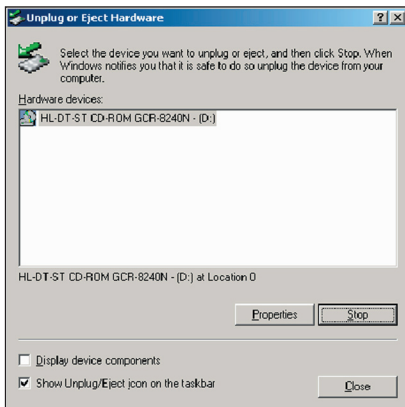 Unplug or Eject Hardware
Select the device you want to unplug or eject, and then click Stop. When
Windows notifies you that it is safe to do so unplug the device from your
computer.
Hardware devices:
HL-DT-ST CD-ROM GCR-8240N - (D:)
HL-DT-ST CD-ROM GCR-8240N - (D:) at Location 0
Properties
Stop
Display device components
Show Unplug/Eject icon on the taskbar
Close